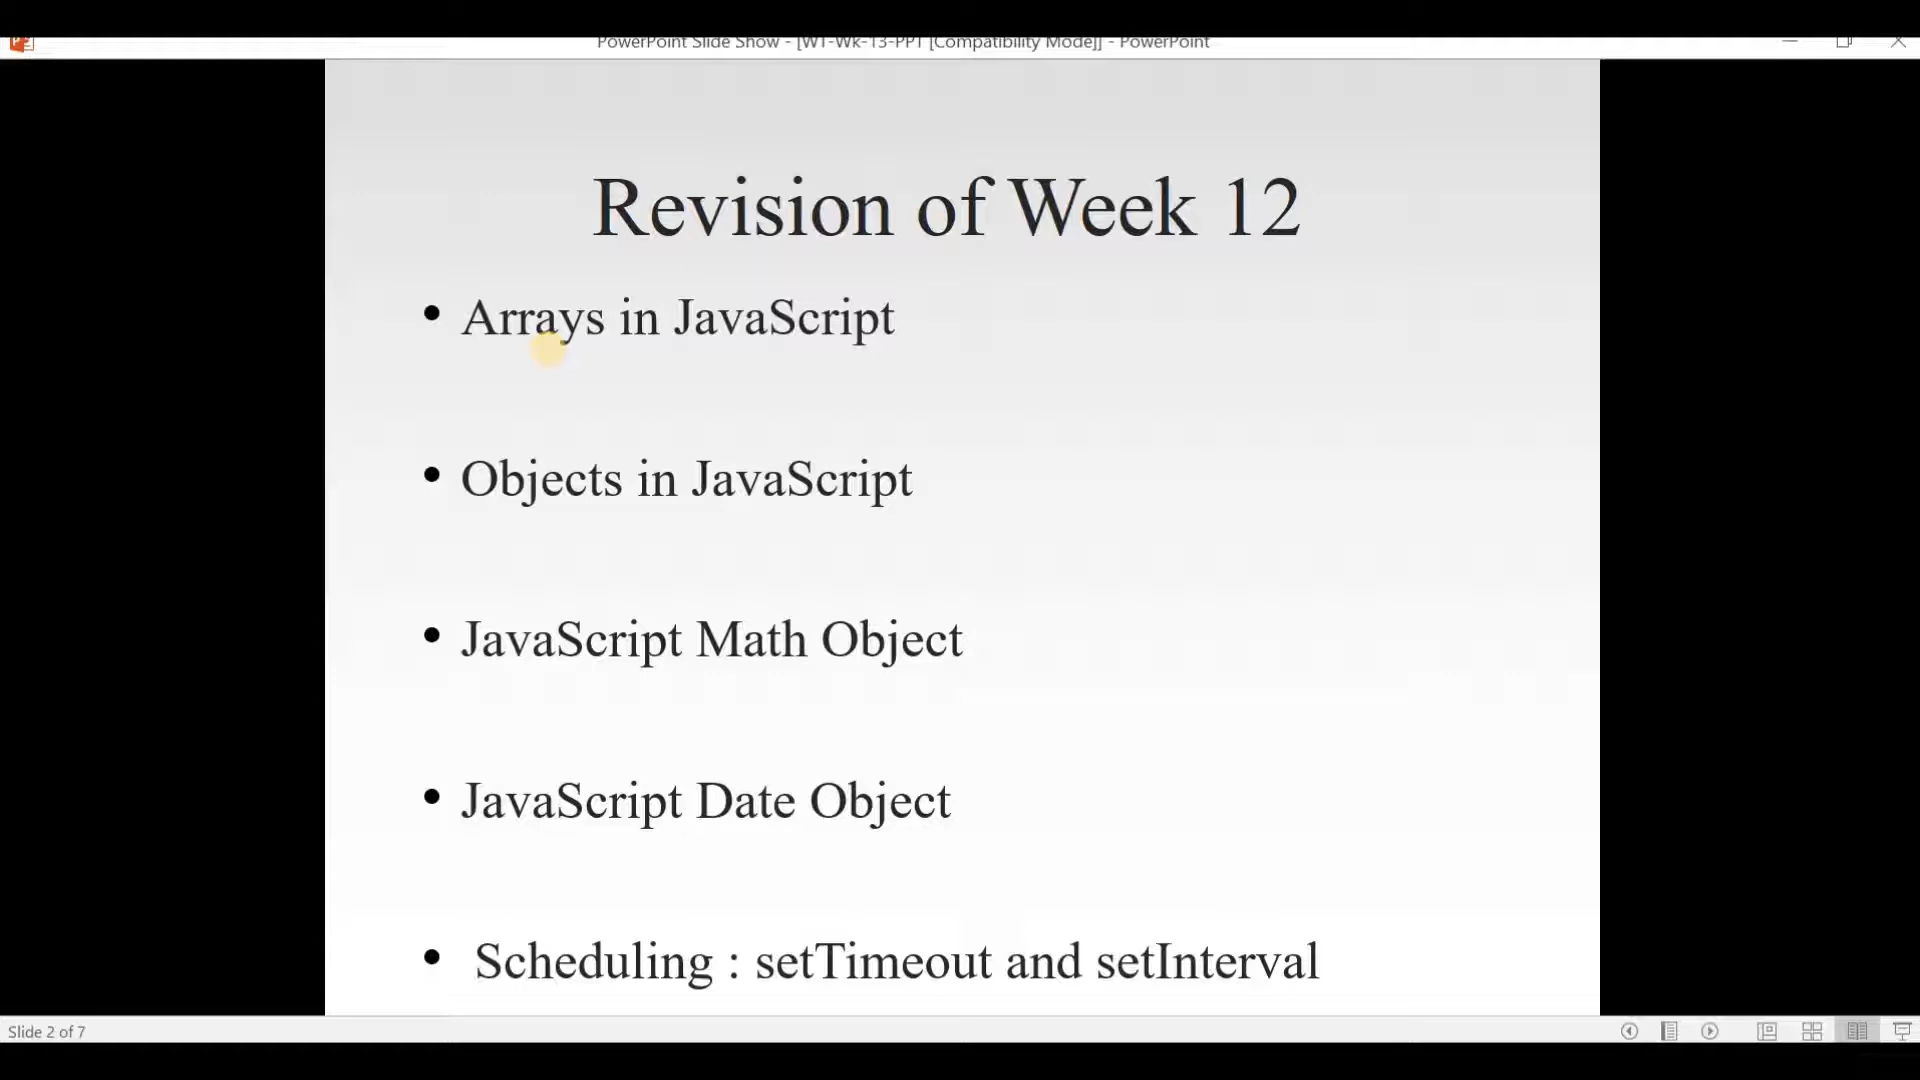 PowerPoint Slide Show - [WT-Wk-13-PPT [Compatibility Mode]] - PowerPoint
Revision of Week 12
• Arrays in JavaScript
• Objects in JavaScript
• JavaScript Math Object
• JavaScript Date Object
• Scheduling : setTimeout and setInterval
Slide 2 of 7